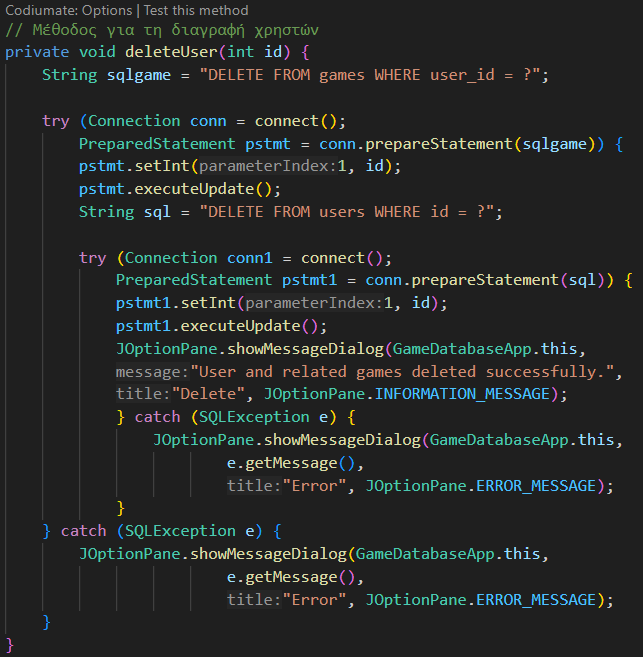 Codiumate: Options | Test this method
// Μέθοδος για τη διαγραφή χρηστών
private void deleteUser(int id) {
    String sqlgame = "DELETE FROM games WHERE user_id = ?";

    try (Connection conn = connect();
        PreparedStatement pstmt = conn.prepareStatement(sqlgame)) {
        pstmt.setInt(parameterIndex:1, id);
        pstmt.executeUpdate();
        String sql = "DELETE FROM users WHERE id = ?";

        try (Connection conn1 = connect();
            PreparedStatement pstmt1 = conn.prepareStatement(sql)) {
            pstmt1.setInt(parameterIndex:1, id);
            pstmt1.executeUpdate();
            JOptionPane.showMessageDialog(GameDatabaseApp.this,
            message:"User and related games deleted successfully.",
            title:"Delete", JOptionPane.INFORMATION_MESSAGE);
            } catch (SQLException e) {
                JOptionPane.showMessageDialog(GameDatabaseApp.this,
                        e.getMessage(),
                        title:"Error", JOptionPane.ERROR_MESSAGE);
            }
    } catch (SQLException e) {
        JOptionPane.showMessageDialog(GameDatabaseApp.this,
                        e.getMessage(),
                        title:"Error", JOptionPane.ERROR_MESSAGE);
    }
}